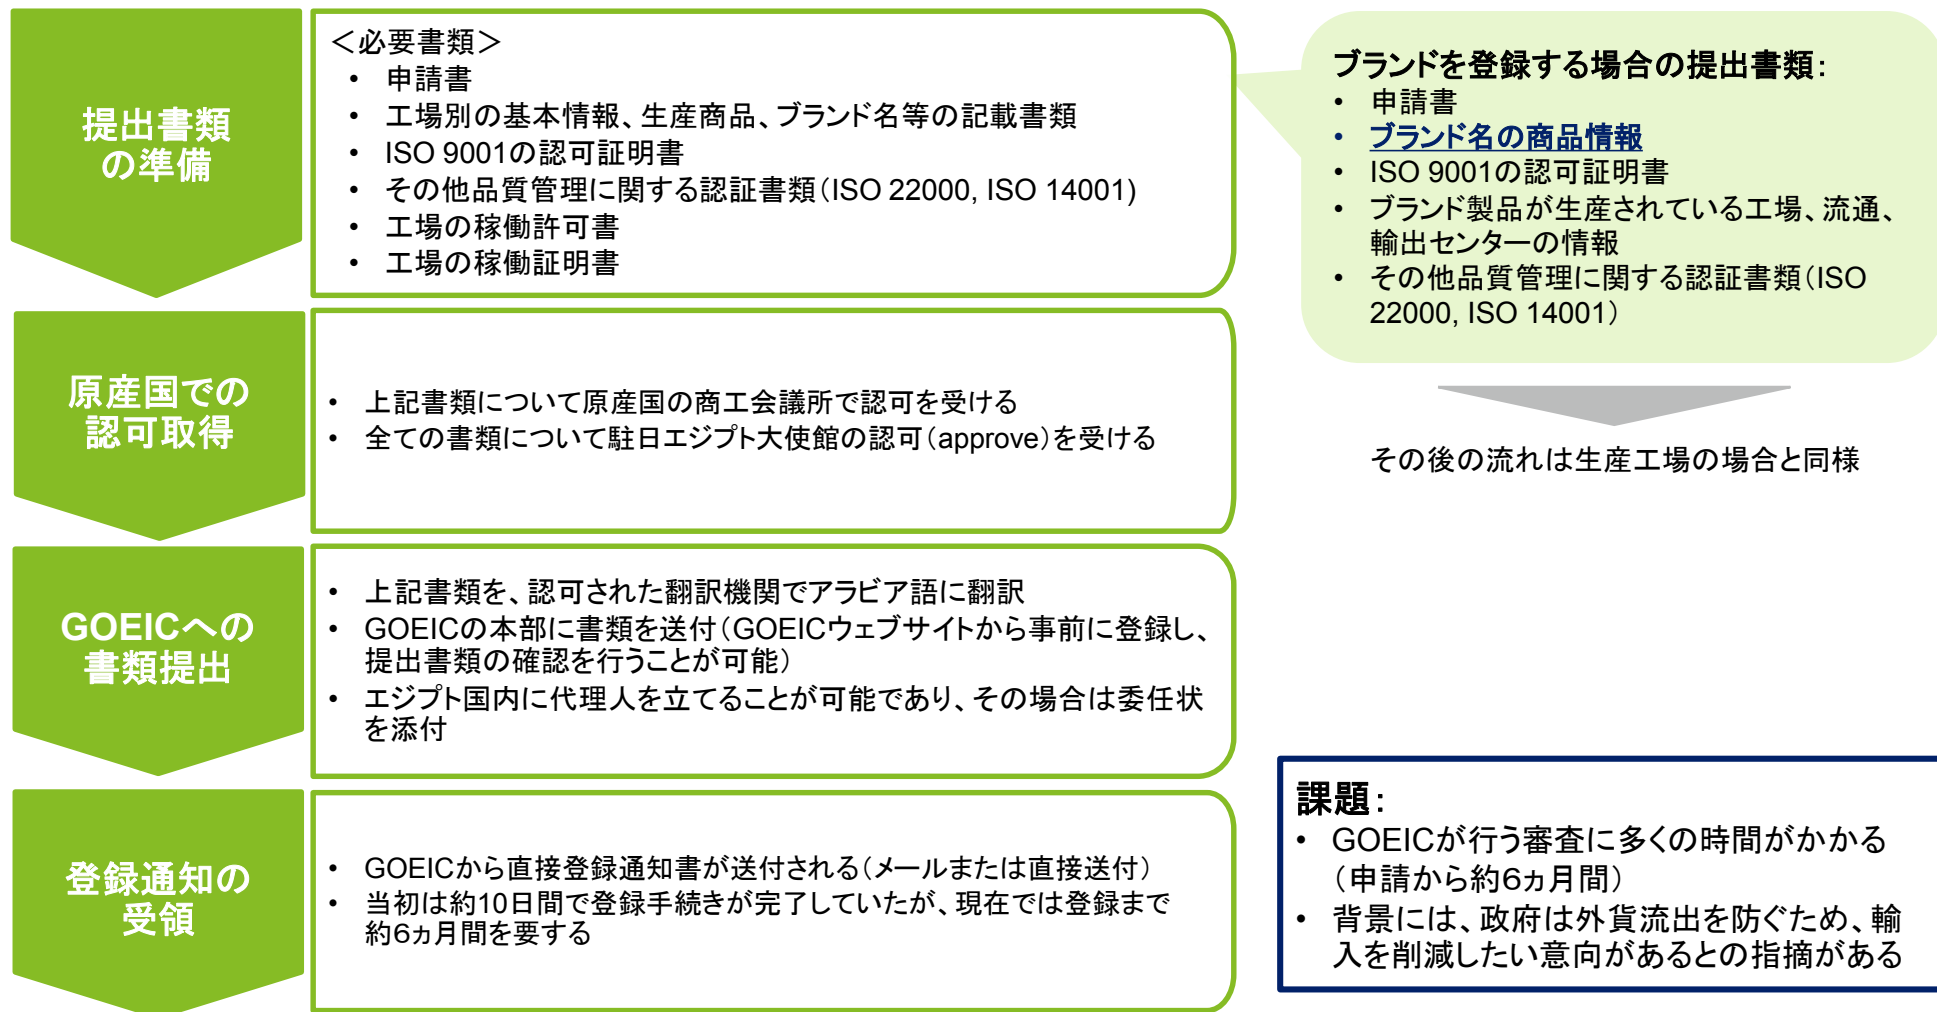 提出書類
の準備
＜必要書類＞
• 申請書
• 工場別の基本情報、生産商品、ブランド名等の記載書類
• ISO 9001の認可証明書
• その他品質管理に関する認証書類（ISO 22000, ISO 14001)
• 工場の稼働許可書
• 工場の稼働証明書
ブランドを登録する場合の提出書類：
• 申請書
• ブランド名の商品情報
• ISO 9001の認可証明書
• ブランド製品が生産されている工場、流通、
輸出センターの情報
• その他品質管理に関する認証書類（ISO
22000, ISO 14001）
その後の流れは生産工場の場合と同様
原産国での
認可取得
• 上記書類について原産国の商工会議所で認可を受ける
• 全ての書類について駐日エジプト大使館の認可（approve）を受ける
GOEICへの
書類提出
• 上記書類を、認可された翻訳機関でアラビア語に翻訳
• GOEICの本部に書類を送付（GOEICウェブサイトから事前に登録し、
提出書類の確認を行うことが可能）
• エジプト国内に代理人を立てることが可能であり、その場合は委任状
を添付
登録通知の
受領
• GOEICから直接登録通知書が送付される（メールまたは直接送付）
• 当初は約10日間で登録手続きが完了していたが、現在では登録まで
約６ヵ月間を要する
課題：
• GOEICが行う審査に多くの時間がかかる
（申請から約６ヵ月間）
• 背景には、政府は外貨流出を防ぐため、輸
入を削減したい意向があるとの指摘がある